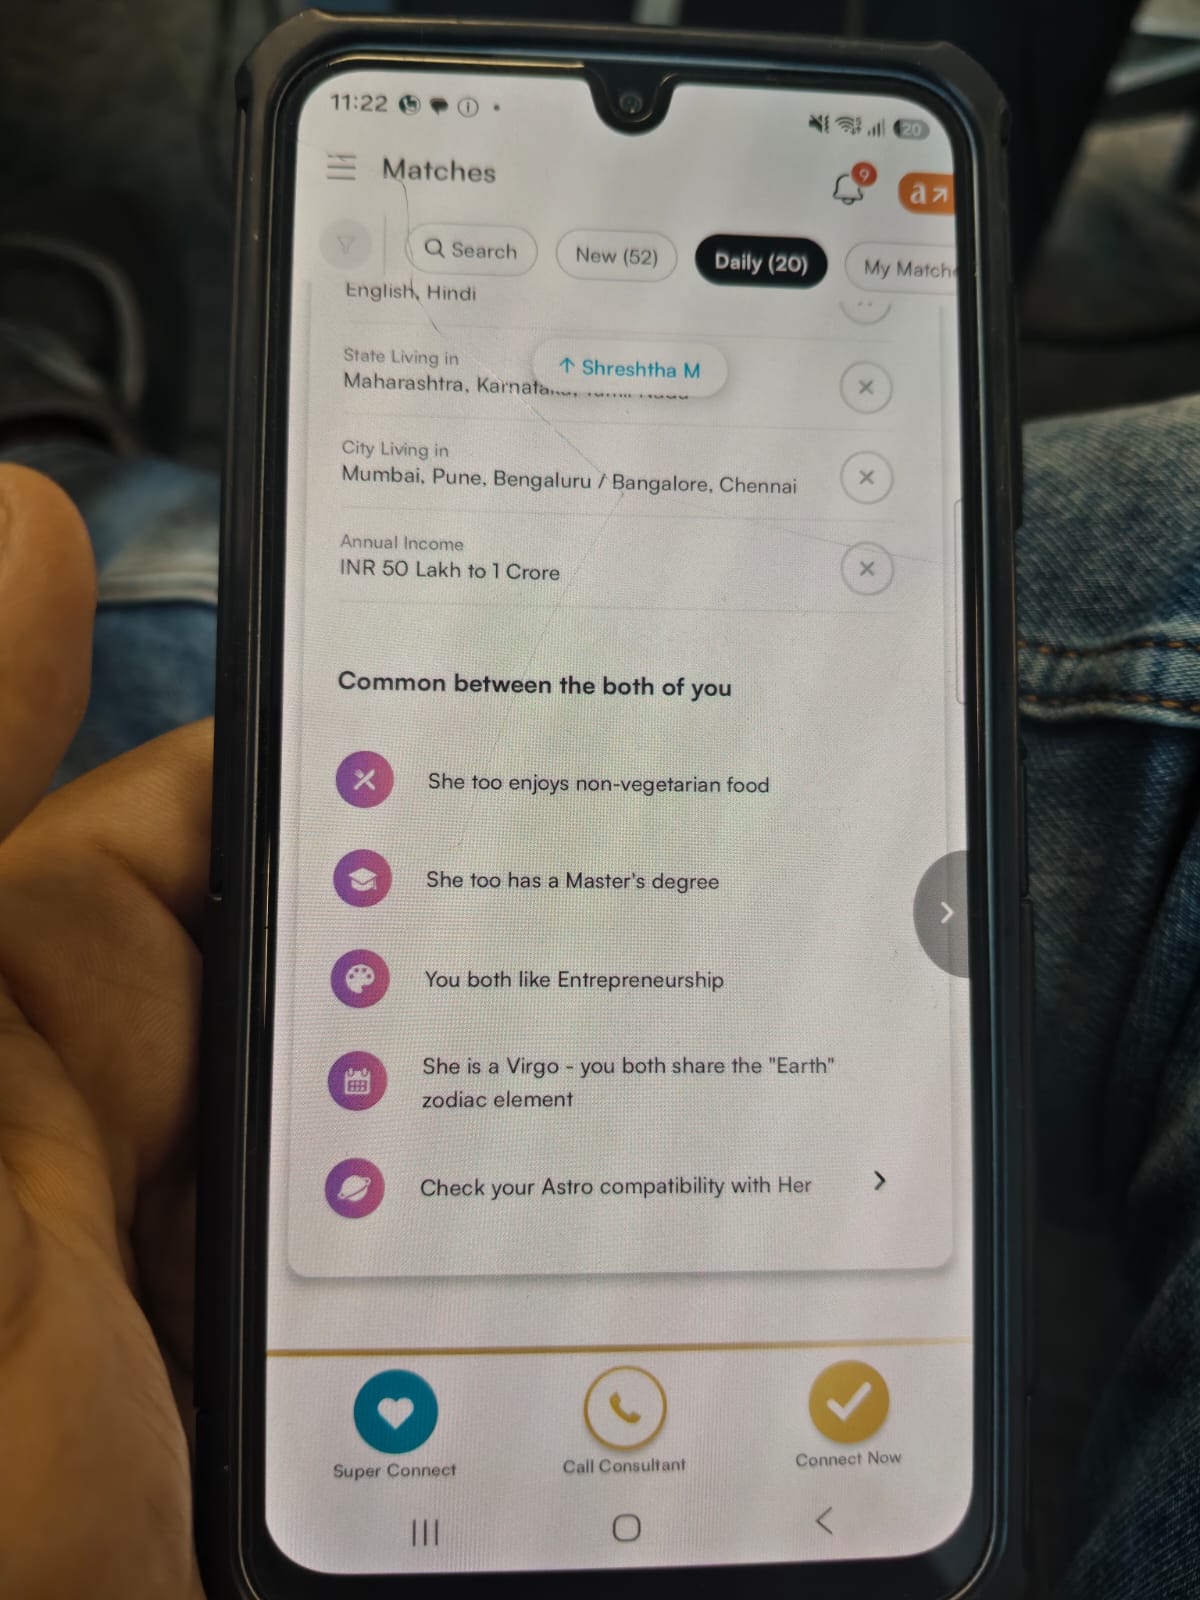 11:22
20
Matches
9
a
Search
New (52)
Daily (20)
My Match
English, Hindi
State Living in
↑ Shreshtha M
Maharashtra, Karnata
City Living in
Mumbai, Pune, Bengaluru / Bangalore, Chennai
Annual Income
INR 50 Lakh to 1 Crore
Common between the both of you
She too enjoys non-vegetarian food
She too has a Master's degree
You both like Entrepreneurship
She is a Virgo - you both share the "Earth"
zodiac element
Check your Astro compatibility with Her
Super Connect
Call Consultant
Connect Now